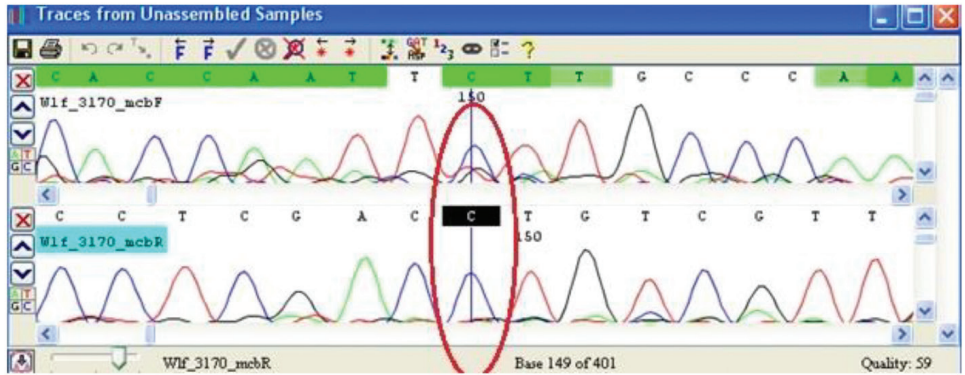 Traces from Unassembled Samples
C A C C A A T T C T T G C C C A A
150
Wlf_3170_mcbF
A T
G C
C C T C G A C C T G T C G T T
150
Wlf_3170_mcbR
A T
G C
Wlf_3170_mcbR Base 149 of 401 Quality: 59